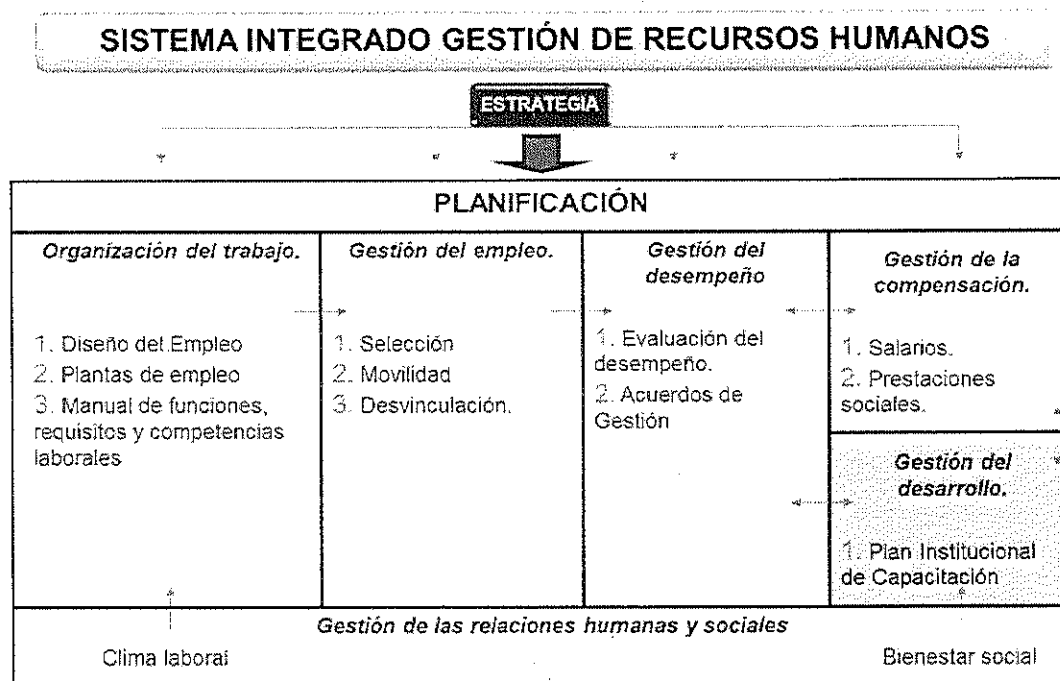 SISTEMA INTEGRADO GESTIÓN DE RECURSOS HUMANOS
ESTRATEGIA
PLANIFICACIÓN
Organización del trabajo.
1. Diseño del Empleo
2. Plantas de empleo
3. Manual de funciones,
requisitos y competencias
laborales
Gestión del empleo.
1. Selección
2. Movilidad
3. Desvinculación.
Gestión del
desempeño
1. Evaluación del
desempeño.
2. Acuerdos de
Gestión
Gestión de la
compensación.
1. Salarios.
2. Prestaciones
sociales.
Gestión del
desarrollo.
1. Plan Institucional
de Capacitación
Gestión de las relaciones humanas y sociales
Clima laboral
Bienestar social